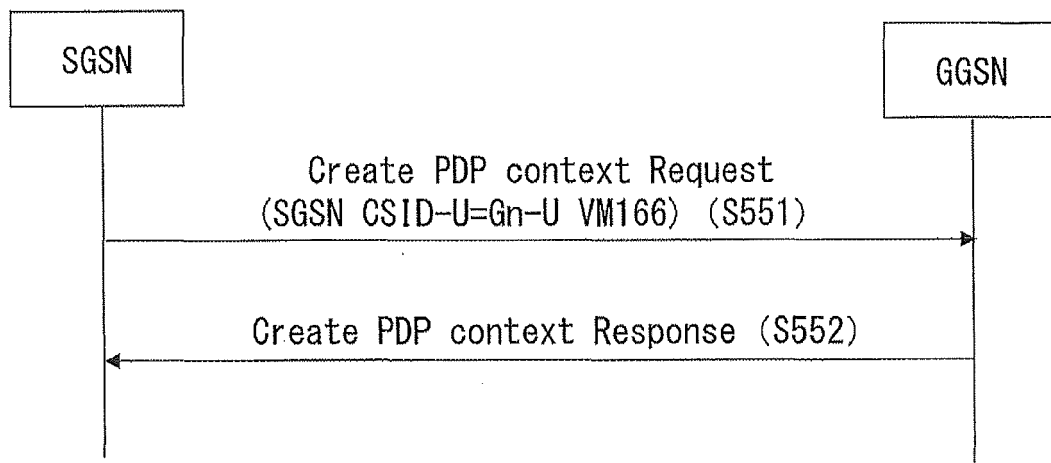 SGSN
GGSN
Create PDP context Request
(SGSN CSID-U=Gn-U VM166) (S551)
Create PDP context Response (S552)